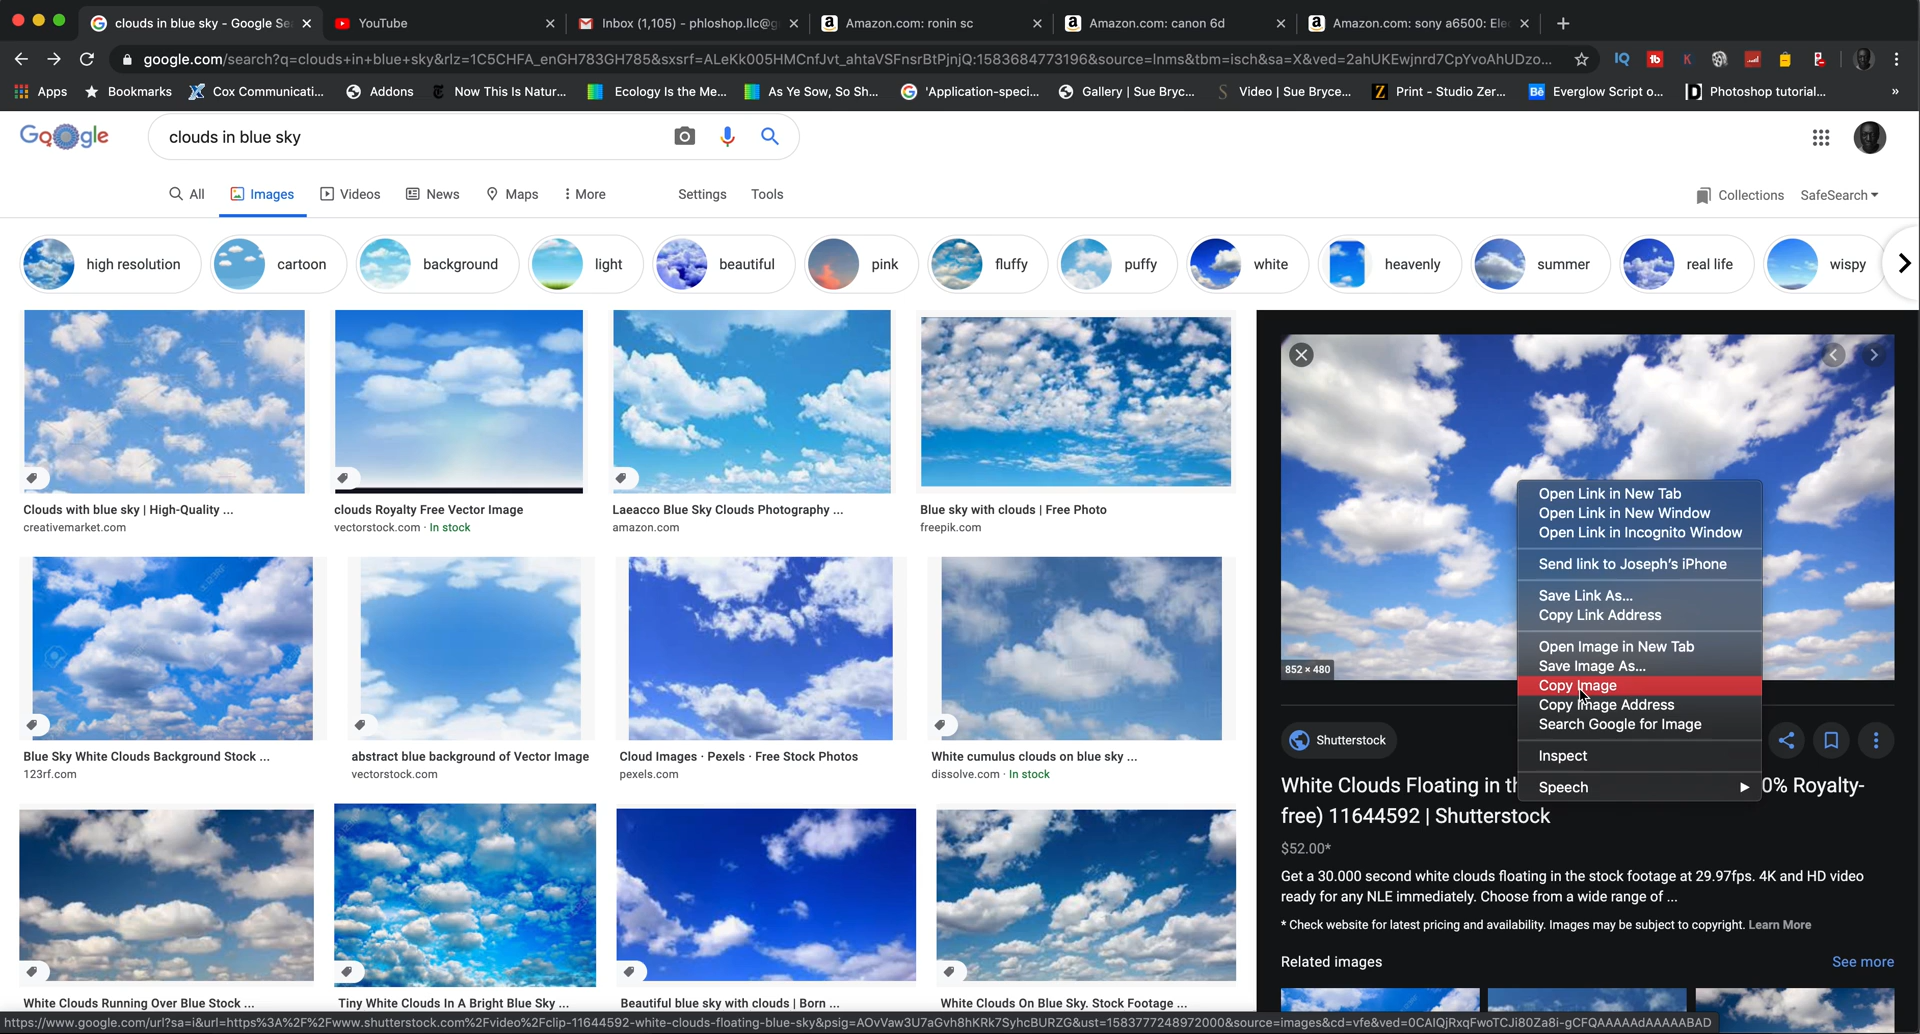 clouds in blue sky - Google Se
YouTube
Inbox (1,105) - phloshop.llc@g
Amazon.com: ronin sc
Amazon.com: canon 6d
Amazon.com: sony a6500: Ele
google.com/search?q=clouds+in+blue+sky&rlz=1C5CHFA_enGH783GH785&sxsrf=ALeKk005HMCnfJvt_ahtaVSFnsrBtPjnjQ:1583684773196&source=lnms&tbm=isch&sa=X&ved=2ahUKEwjnrd7CpYvoAhUDzo...
Apps
Bookmarks
Cox Communicati...
Addons
Now This Is Natur...
Ecology Is the Me...
As Ye Sow, So Sh...
'Application-speci...
Gallery | Sue Bryc...
Video | Sue Bryce...
Print - Studio Zer...
Everglow Script o...
Photoshop tutorial...
»
Google
clouds in blue sky
All
Images
Videos
News
Maps
More
Settings
Tools
Collections
SafeSearch
high resolution
cartoon
background
light
beautiful
pink
fluffy
puffy
white
heavenly
summer
real life
wispy
Clouds with blue sky | High-Quality ...
creativemarket.com
clouds Royalty Free Vector Image
vectorstock.com · In stock
Laeacco Blue Sky Clouds Photography ...
amazon.com
Blue sky with clouds | Free Photo
freepik.com
Blue Sky White Clouds Background Stock ...
123rf.com
abstract blue background of Vector Image
vectorstock.com
Cloud Images · Pexels · Free Stock Photos
pexels.com
White cumulus clouds on blue sky ...
dissolve.com · In stock
White Clouds Running Over Blue Stock ...
Tiny White Clouds In A Bright Blue Sky ...
Beautiful blue sky with clouds | Born ...
White Clouds On Blue Sky. Stock Footage ...
852 × 480
Open Link in New Tab
Open Link in New Window
Open Link in Incognito Window
Send link to Joseph's iPhone
Save Link As...
Copy Link Address
Open Image in New Tab
Save Image As...
Copy Image
Copy Image Address
Search Google for Image
Inspect
Speech
Shutterstock
White Clouds Floating in th 0% Royalty-
free) 11644592 | Shutterstock
$52.00*
Get a 30.000 second white clouds floating in the stock footage at 29.97fps. 4K and HD video
ready for any NLE immediately. Choose from a wide range of ...
* Check website for latest pricing and availability. Images may be subject to copyright. Learn More
Related images
See more
https://www.google.com/url?sa=i&url=https%3A%2F%2Fwww.shutterstock.com%2Fvideo%2Fclip-11644592-white-clouds-floating-blue-sky&psig=AOvVaw3U7aGvh8hKRk7SyhcBURZG&ust=1583777248972000&source=images&cd=vfe&ved=0CAIQjRxqFwoTCJi80Za8i-gCFQAAAAAdAAAAABAD